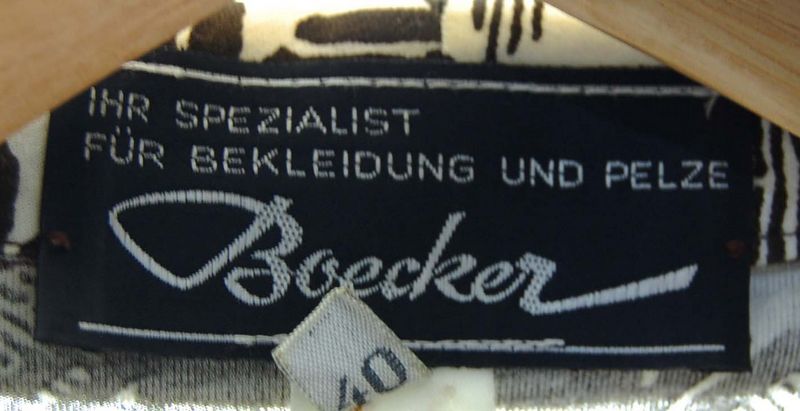 IHR SPEZIALIST
FÜR BEKLEIDUNG UND PELZE
Boecker
40